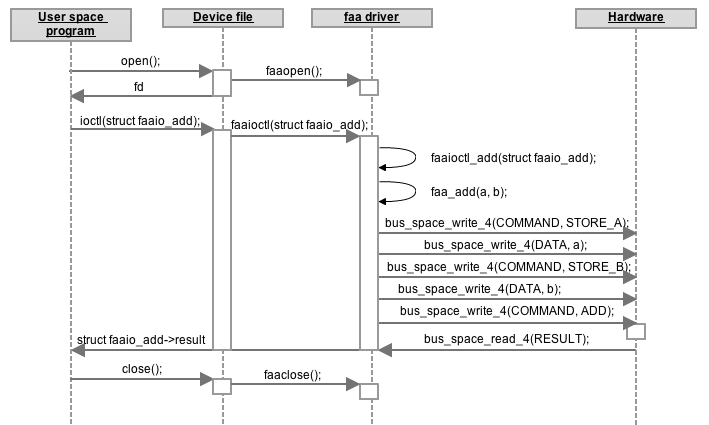 User space
program
Device file
faa driver
Hardware
open();
faaopen();
fd
ioctl(struct faaio_add);
faaioctl(struct faaio_add);
faaioctl_add(struct faaio_add);
faa_add(a, b);
bus_space_write_4(COMMAND, STORE_A);
bus_space_write_4(DATA, a);
bus_space_write_4(COMMAND, STORE_B);
bus_space_write_4(DATA, b);
bus_space_write_4(COMMAND, ADD);
struct faaio_add->result
bus_space_read_4(RESULT);
close();
faaclose();